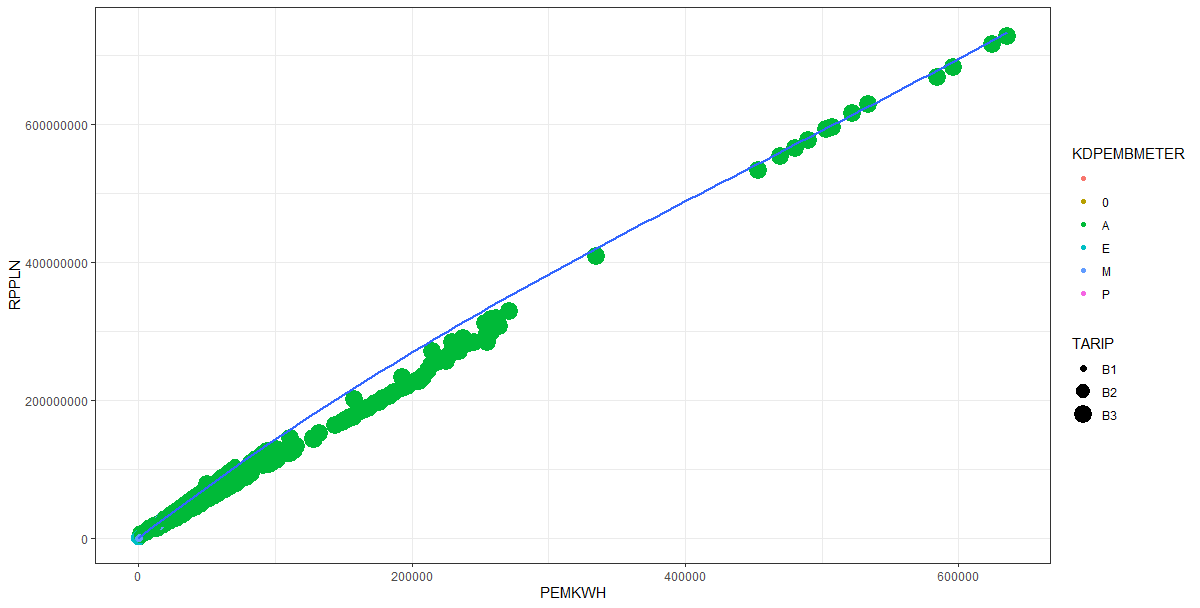 600000000
400000000
200000000
0
RPPLN
0
200000
400000
600000
PEMKWH
KDPEMBMETER
0
A
E
M
P
TARIP
B1
B2
B3